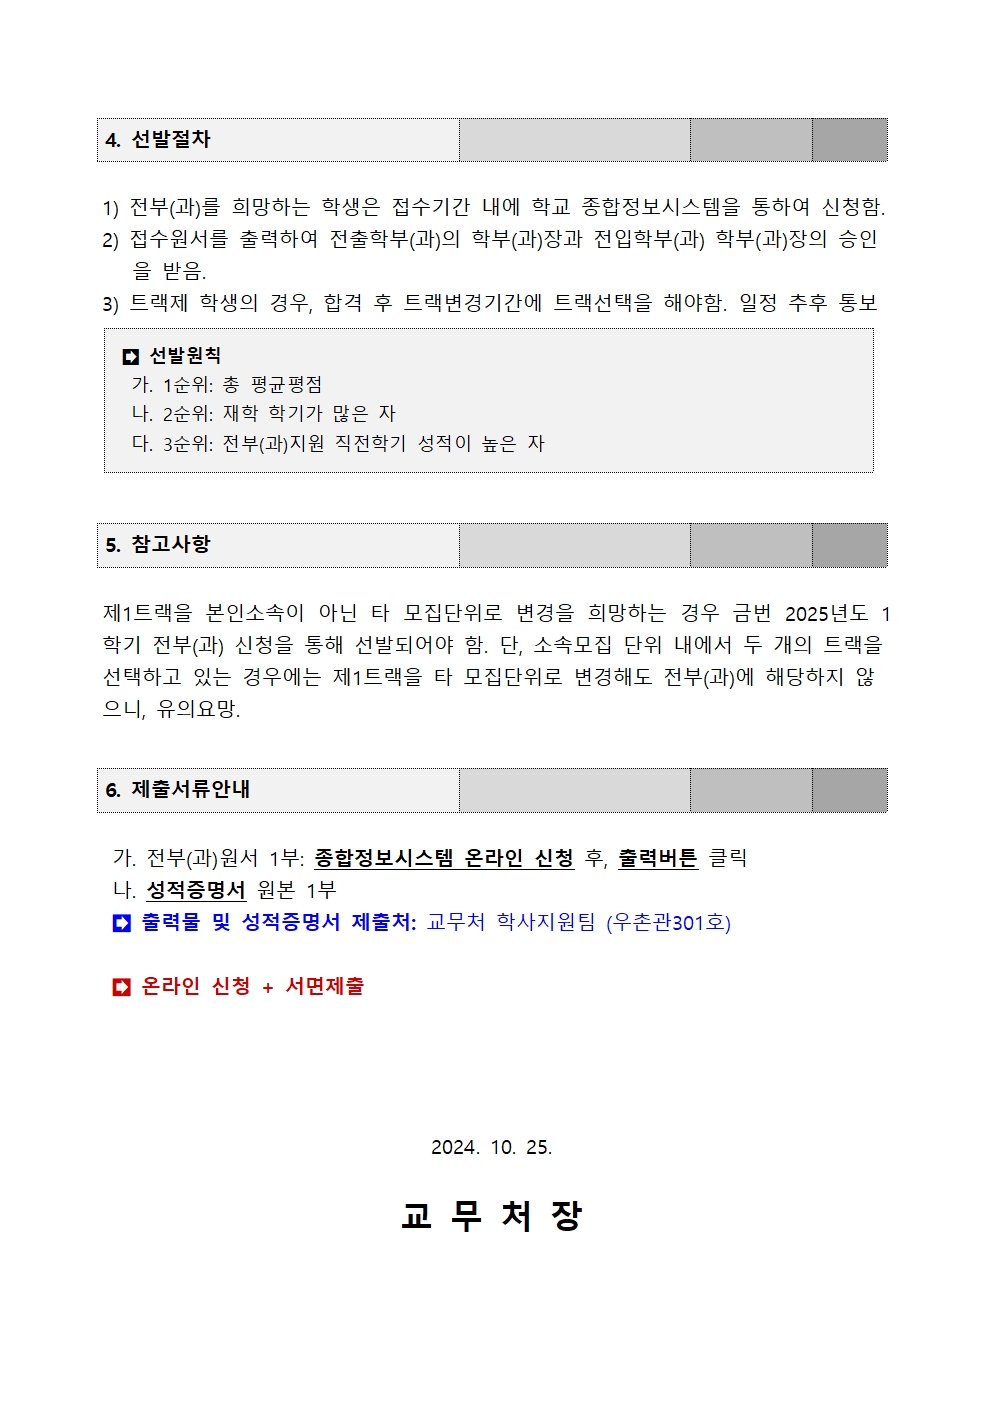 4. 선발절차
1) 전부(과)를 희망하는 학생은 접수기간 내에 학교 종합정보시스템을 통하여 신청함.
2) 접수원서를 출력하여 전출학부(과)의 학부(과)장과 전입학부(과) 학부(과)장의 승인
을 받음.
3) 트랙제 학생의 경우, 합격 후 트랙변경기간에 트랙선택을 해야함. 일정 추후 통보
➡ 선발원칙
가. 1순위: 총 평균평점
나. 2순위: 재학 학기가 많은 자
다. 3순위: 전부(과)지원 직전학기 성적이 높은 자
5. 참고사항
제1트랙을 본인소속이 아닌 타 모집단위로 변경을 희망하는 경우 금번 2025년도 1
학기 전부(과) 신청을 통해 선발되어야 함. 단, 소속모집 단위 내에서 두 개의 트랙을
선택하고 있는 경우에는 제1트랙을 타 모집단위로 변경해도 전부(과)에 해당하지 않
으니, 유의요망.
6. 제출서류안내
가. 전부(과)원서 1부: 종합정보시스템 온라인 신청 후, 출력버튼 클릭
나. 성적증명서 원본 1부
➡ 출력물 및 성적증명서 제출처: 교무처 학사지원팀 (우촌관301호)
➡ 온라인 신청 + 서면제출
2024. 10. 25.
교 무 처 장